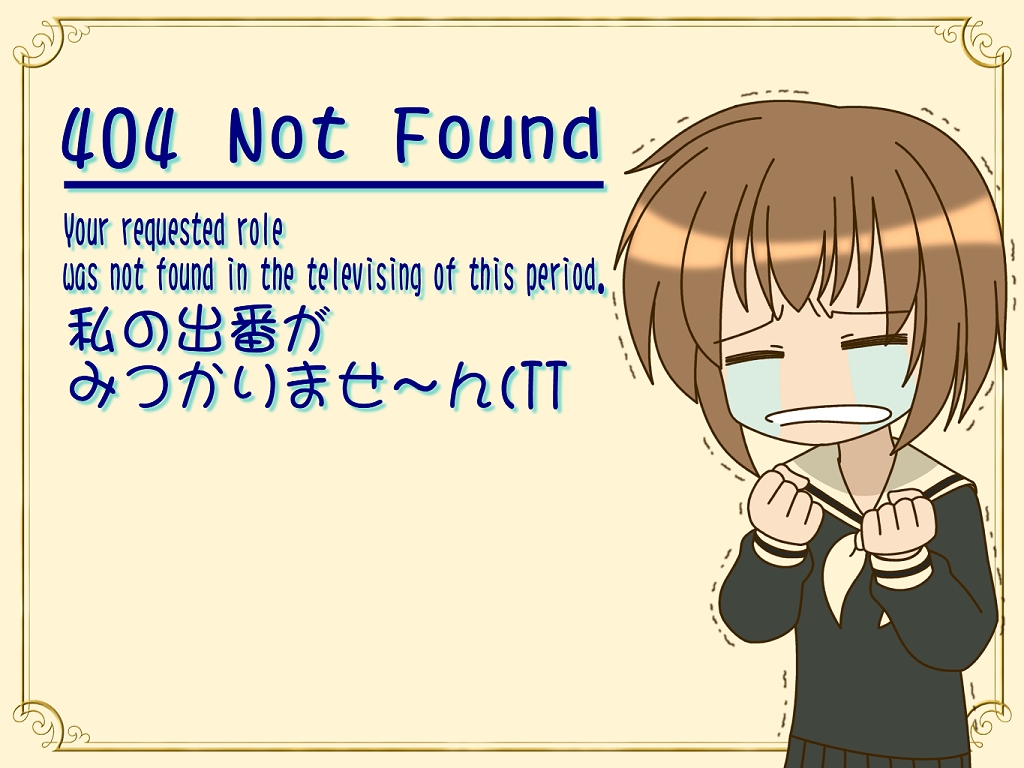 404 Not Found
Your requested role
was not found in the televising of this period.
私の出番が
みつかりませ～ん(TT